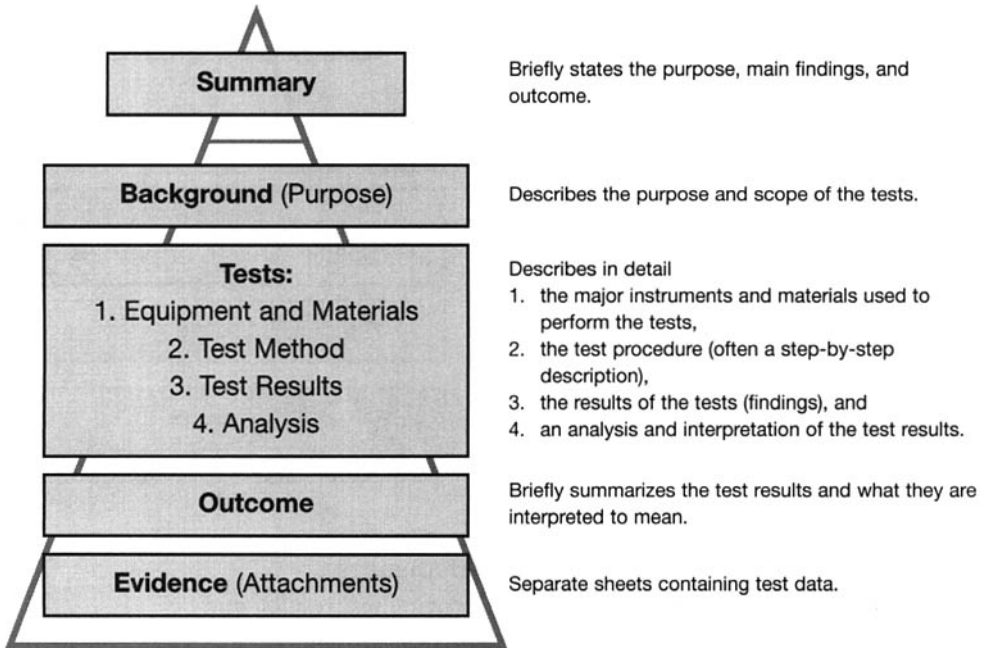 Summary
Briefly states the purpose, main findings, and
outcome.
Background (Purpose)
Describes the purpose and scope of the tests.
Tests:
1. Equipment and Materials
2. Test Method
3. Test Results
4. Analysis
Describes in detail
1. the major instruments and materials used to
perform the tests,
2. the test procedure (often a step-by-step
description),
3. the results of the tests (findings), and
4. an analysis and interpretation of the test results.
Outcome
Briefly summarizes the test results and what they are
interpreted to mean.
Evidence (Attachments)
Separate sheets containing test data.